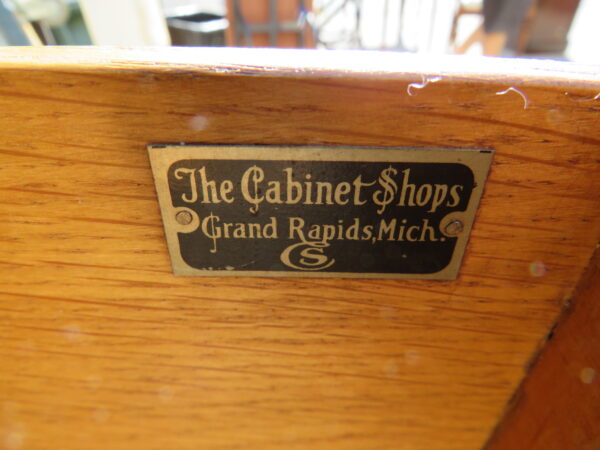 The Cabinet Shops
Grand Rapids, Mich.
CS